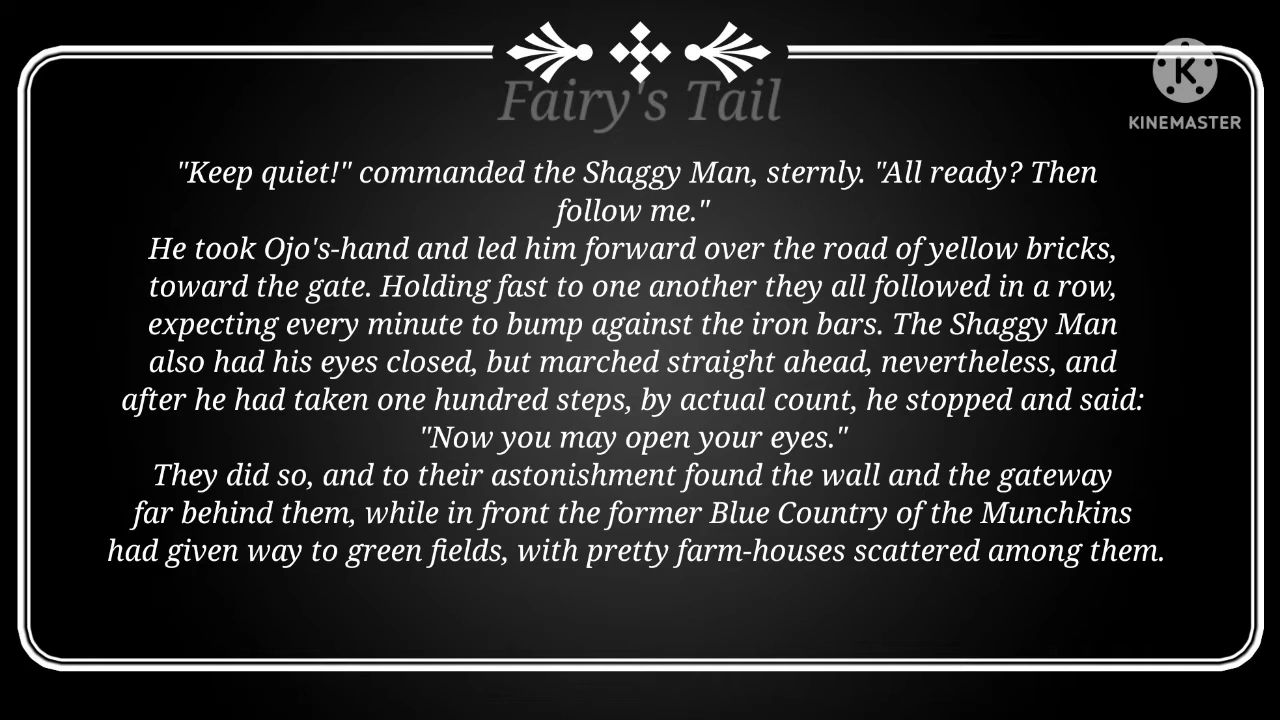 Fairy's Tail
K
KINEMASTER
"Keep quiet!" commanded the Shaggy Man, sternly. "All ready? Then
follow me."
He took Ojo's-hand and led him forward over the road of yellow bricks,
toward the gate. Holding fast to one another they all followed in a row,
expecting every minute to bump against the iron bars. The Shaggy Man
also had his eyes closed, but marched straight ahead, nevertheless, and
after he had taken one hundred steps, by actual count, he stopped and said:
"Now you may open your eyes."
They did so, and to their astonishment found the wall and the gateway
far behind them, while in front the former Blue Country of the Munchkins
had given way to green fields, with pretty farm-houses scattered among them.